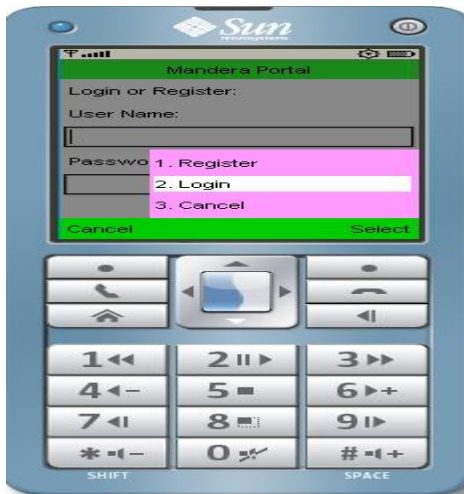 Sun
microsystems
Mandera Portal
Login or Register:
User Name:
Passwo
1. Register
2. Login
3. Cancel
Cancel Select
1 2 3
4 - 5 6 +
7 8 9
* - 0 # +
SHIFT SPACE